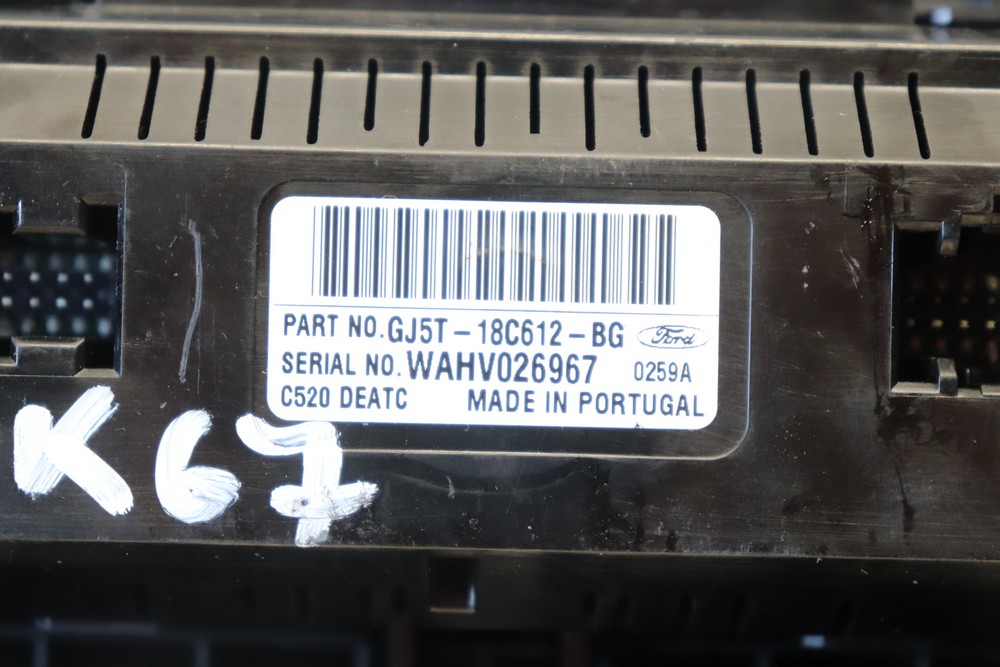 PART NO.GJ5T-18C612-BG Ford
SERIAL NO.WAHV026967 0259A
C520 DEATC MADE IN PORTUGAL
K67